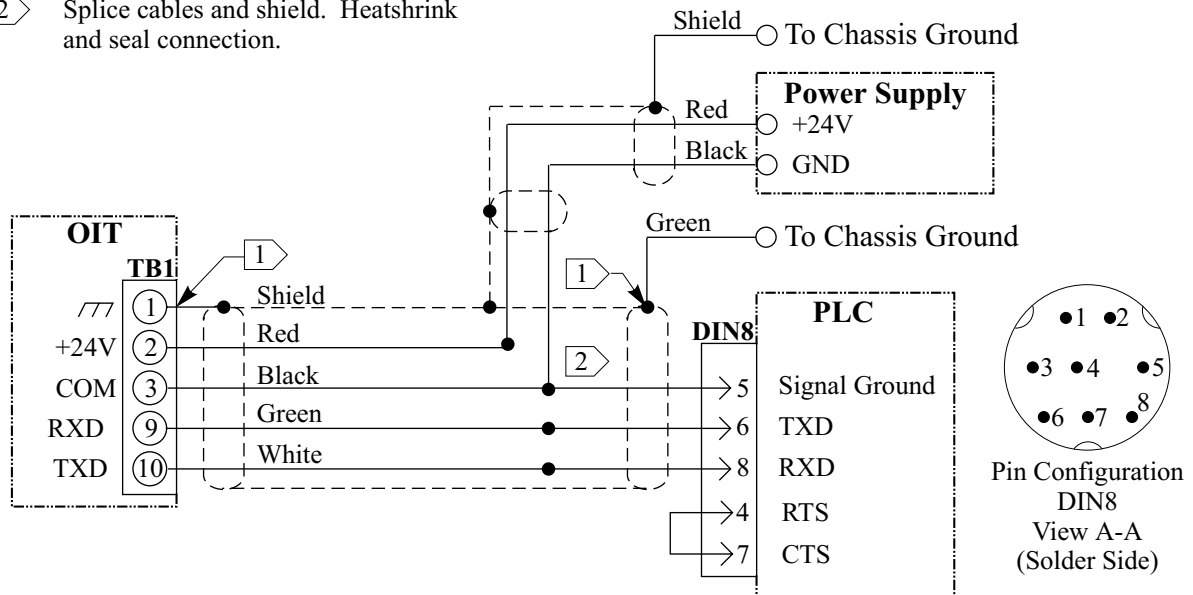 2 Splice cables and shield. Heatshrink
and seal connection.
Shield To Chassis Ground
Power Supply
Red +24V
Black GND
Green To Chassis Ground
OIT
TB1
1
1
1 Shield
+24V 2 Red
COM 3 Black
RXD 9 Green
TXD 10 White
2
PLC
DIN8
5 Signal Ground
6 TXD
8 RXD
4 RTS
7 CTS
1 2
3 4 5
6 7 8
Pin Configuration
DIN8
View A-A
(Solder Side)